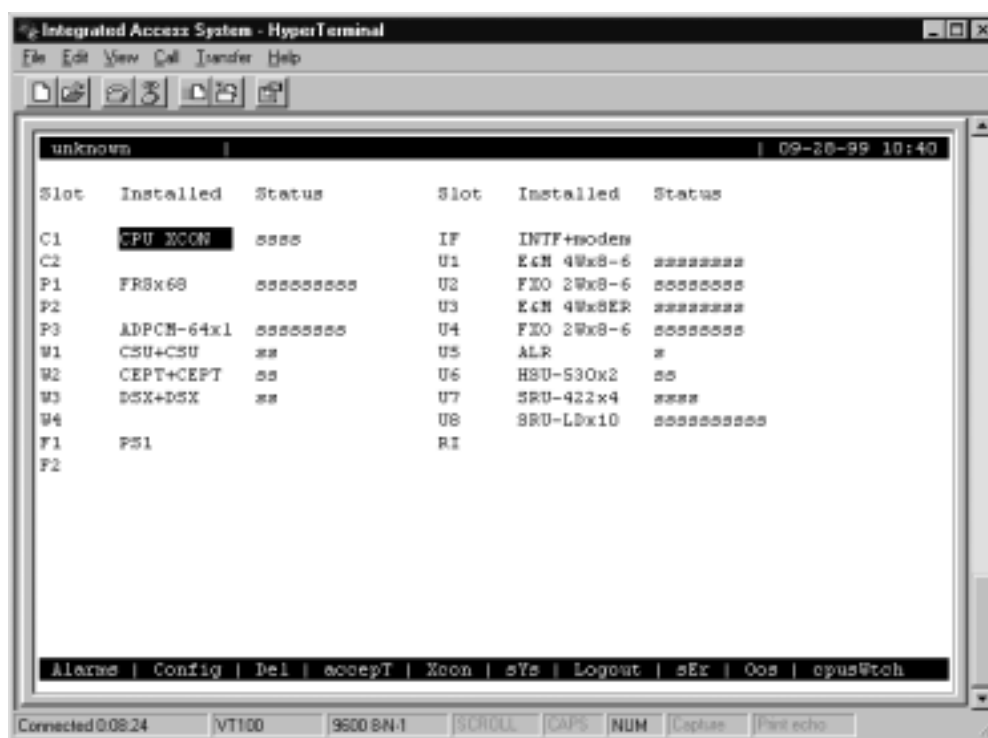 Integrated Access System - HyperTerminal
File Edit View Call Transfer Help
unknown | | 09-28-99 10:40
Slot Installed Status Slot Installed Status
C1 CPU XCON ssss IF INTF+modem
C2 U1 E&M 4Wx8-6 ssssssss
P1 FR8x68 sssssssss U2 FXO 2Wx8-6 ssssssss
P2 U3 E&M 4Wx8ER ssssssss
P3 ADPCM-64x1 ssssssss U4 FXO 2Wx8-6 ssssssss
W1 CSU+CSU ss U5 ALR s
W2 CEPT+CEPT ss U6 HSU-530x2 ss
W3 DSX+DSX ss U7 SRU-422x4 ssss
W4 U8 SRU-LDx10 ssssssssss
F1 PS1 RI
F2
Alarms | Config | Del | accepT | Xcon | sYs | Logout | sEr | Oos | cpusWtch
Connected 0:08:24 VT100 9600 8-N-1 SCROLL CAPS NUM Capture Print echo